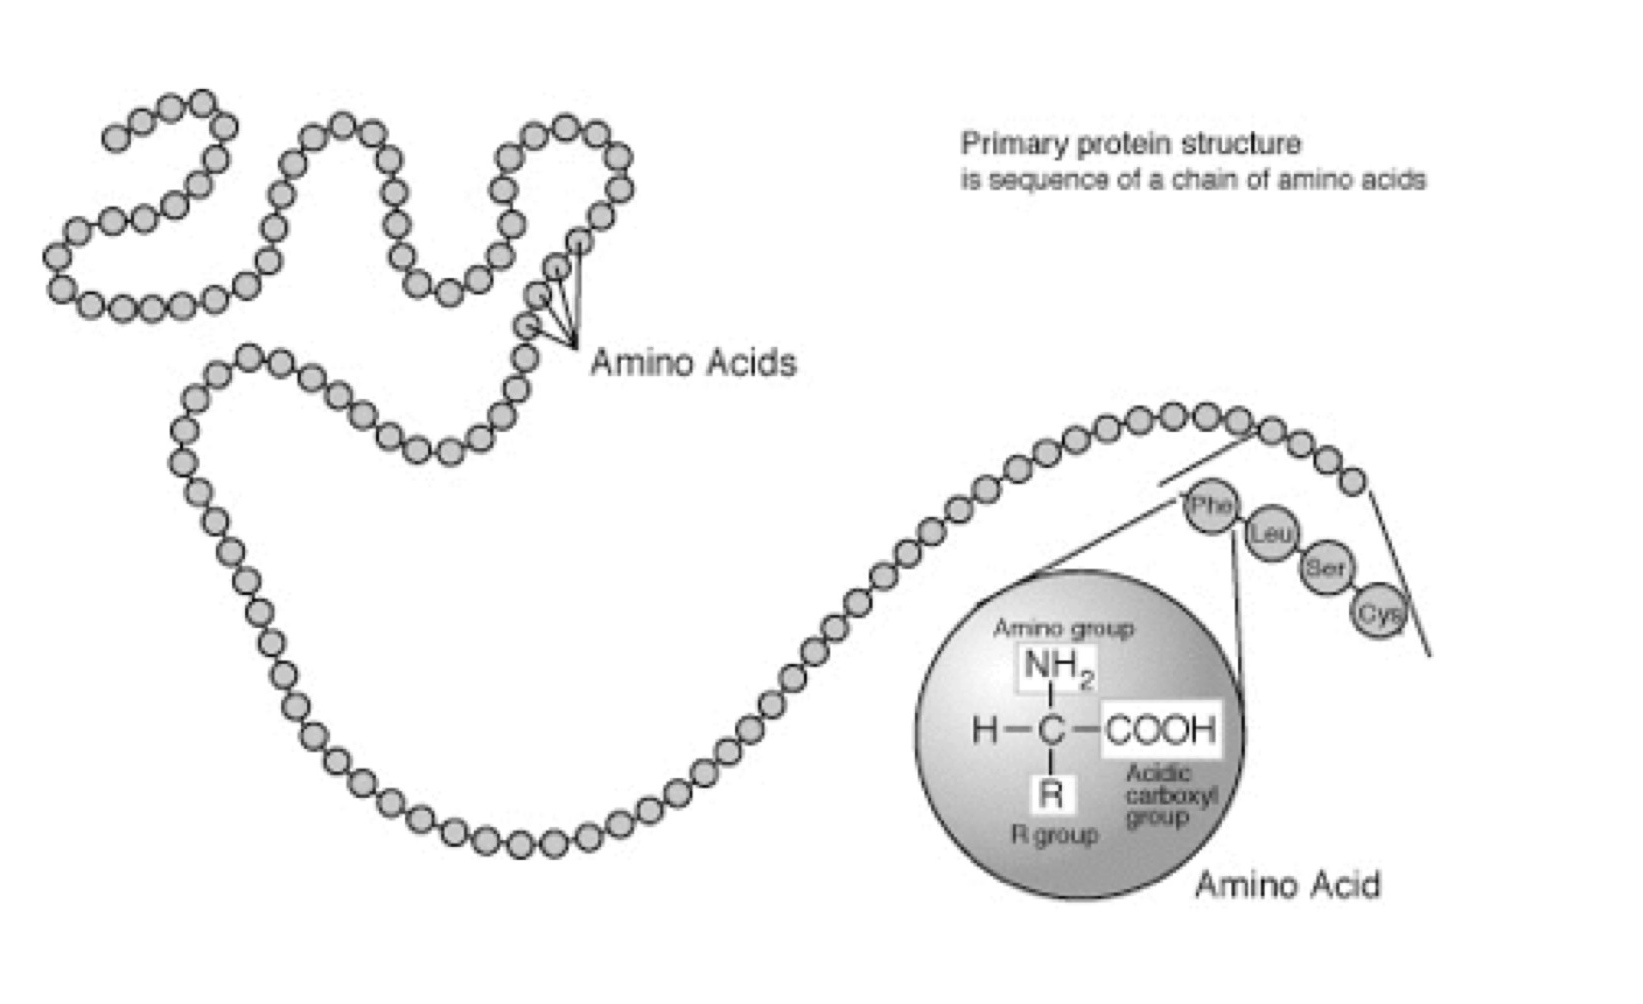 Primary protein structure
is sequence of a chain of amino acids
Amino Acids
Phe
Leu
Ser
Cys
Amino group
NH2
H–C–COOH
R
Acidic
carboxyl
group
R group
Amino Acid